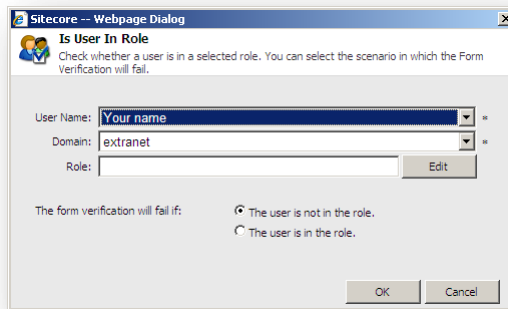 Sitecore -- Webpage Dialog
Is User In Role
Check whether a user is in a selected role. You can select the scenario in which the Form
Verification will fail.
User Name: Your name *
Domain: extranet *
Role: Edit
The form verification will fail if: The user is not in the role.
The user is in the role.
OK Cancel